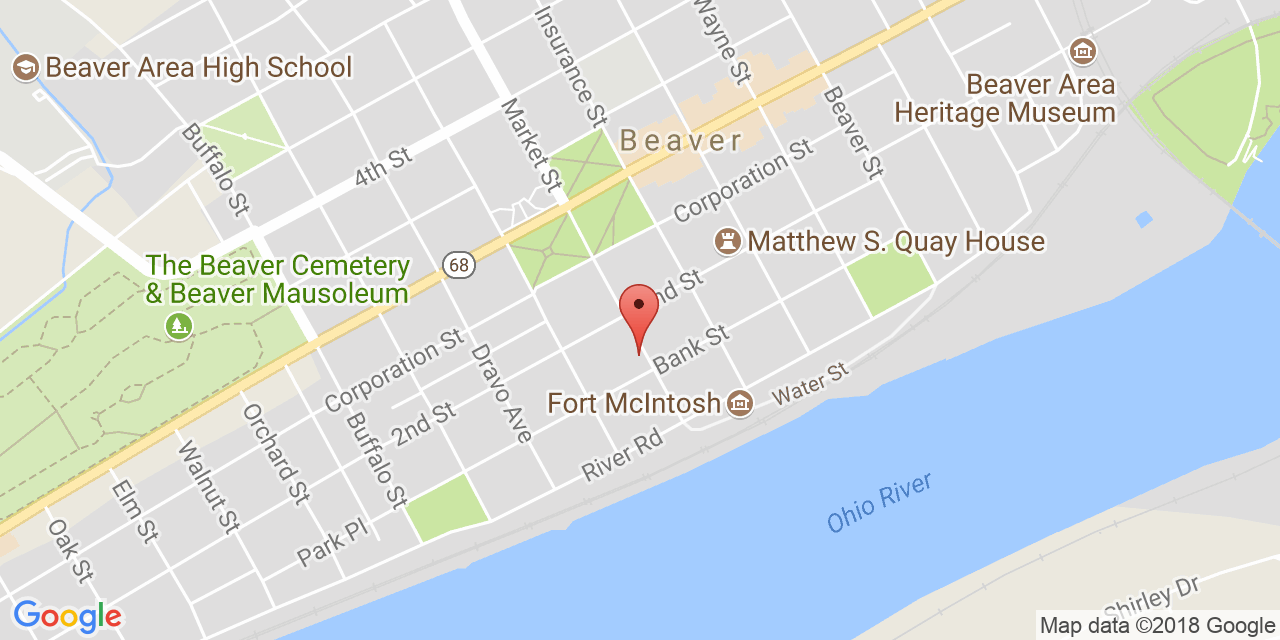 Beaver Area High School
Insurance St
Wayne St
Beaver Area
Heritage Museum
Buffalo St
4th St
Market St
Beaver
Beaver St
Corporation St
Matthew S. Quay House
The Beaver Cemetery
& Beaver Mausoleum
68
nd St
Bank St
Corporation St
Dravo Ave
2nd St
Fort McIntosh
Water St
River Rd
Orchard St
Buffalo St
Walnut St
Elm St
Oak St
Park Pl
Ohio River
Shirley Dr
Google
Map data ©2018 Google